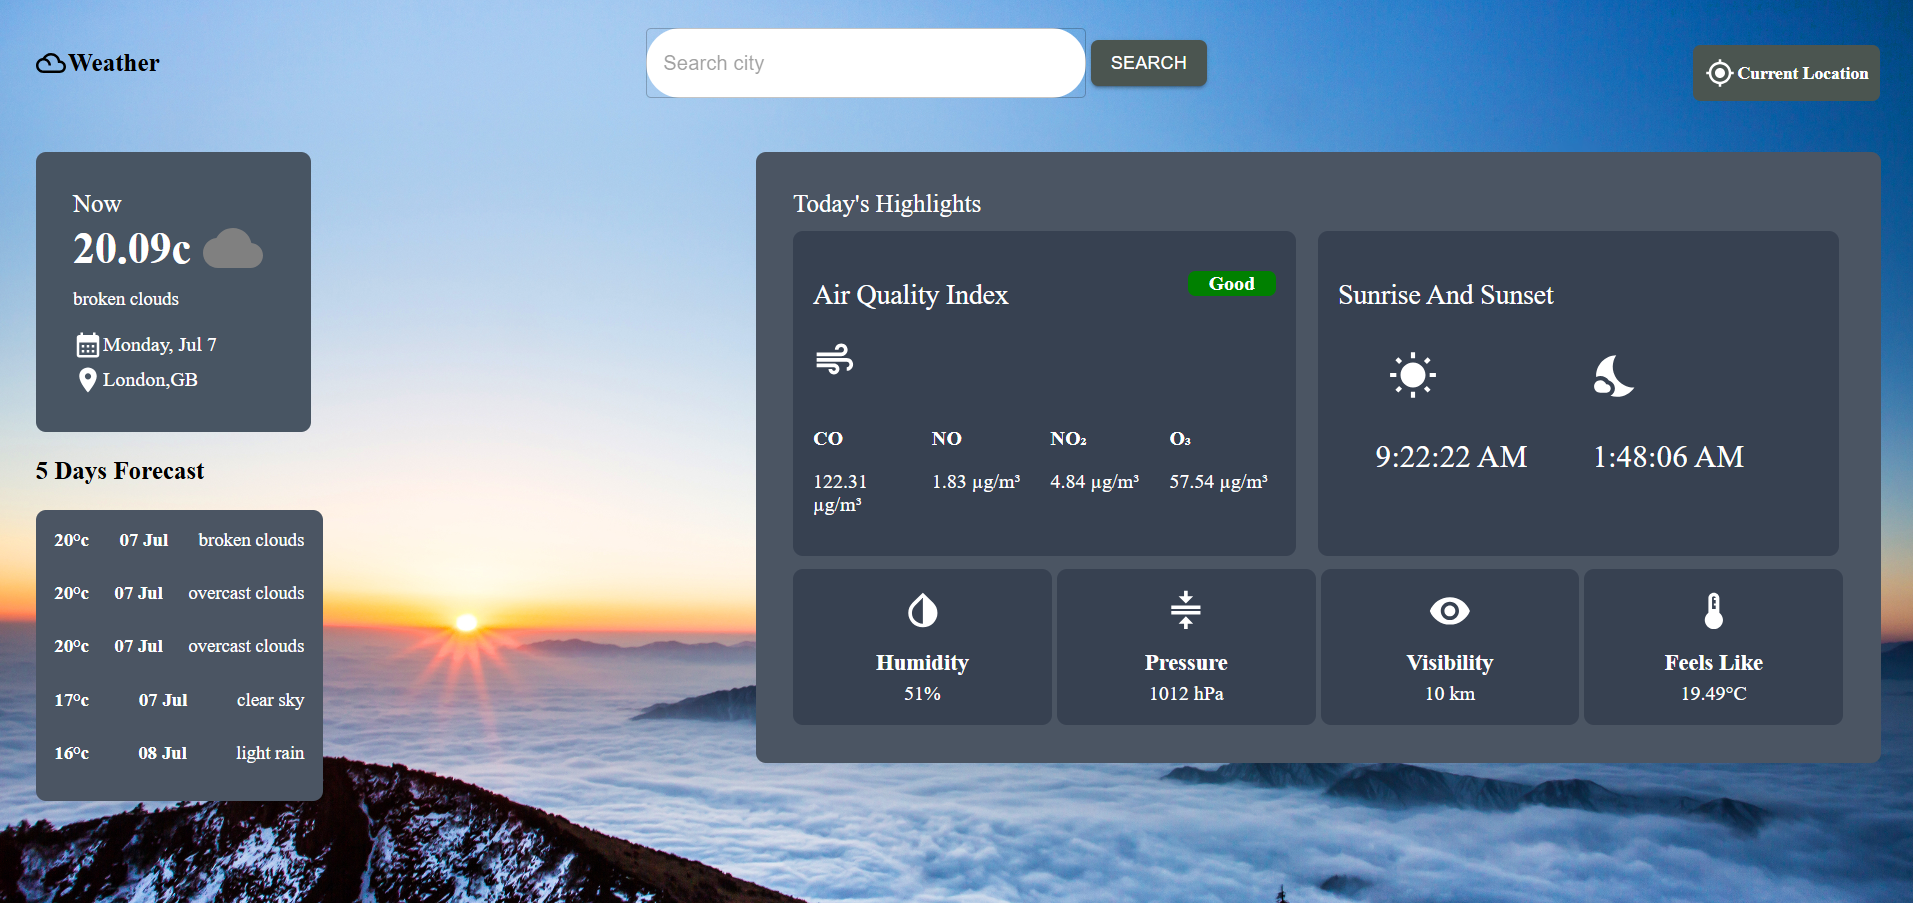 Weather
Search city
SEARCH
Current Location
Now
20.09c
broken clouds
Monday, Jul 7
London,GB
5 Days Forecast
20°c 07 Jul broken clouds
20°c 07 Jul overcast clouds
20°c 07 Jul overcast clouds
17°c 07 Jul clear sky
16°c 08 Jul light rain
Today's Highlights
Air Quality Index
Good
CO NO NO₂ O₃
122.31 µg/m³ 1.83 µg/m³ 4.84 µg/m³ 57.54 µg/m³
Sunrise And Sunset
9:22:22 AM 1:48:06 AM
Humidity
51%
Pressure
1012 hPa
Visibility
10 km
Feels Like
19.49°C